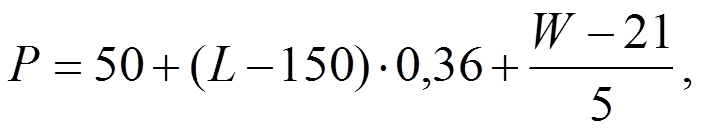 P = 50 + (L − 150) · 0,36 + (W − 21)/5 ,